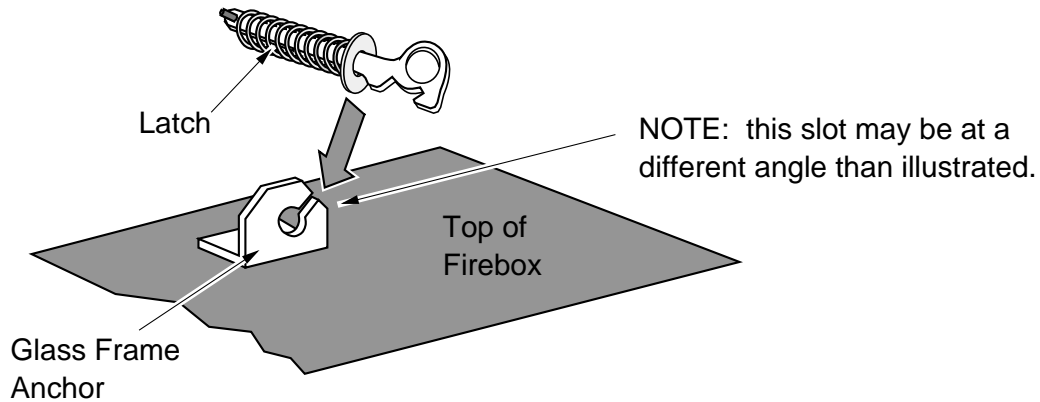 Latch
NOTE:  this slot may be at a
different angle than illustrated.
Top of
Firebox
Glass Frame
Anchor